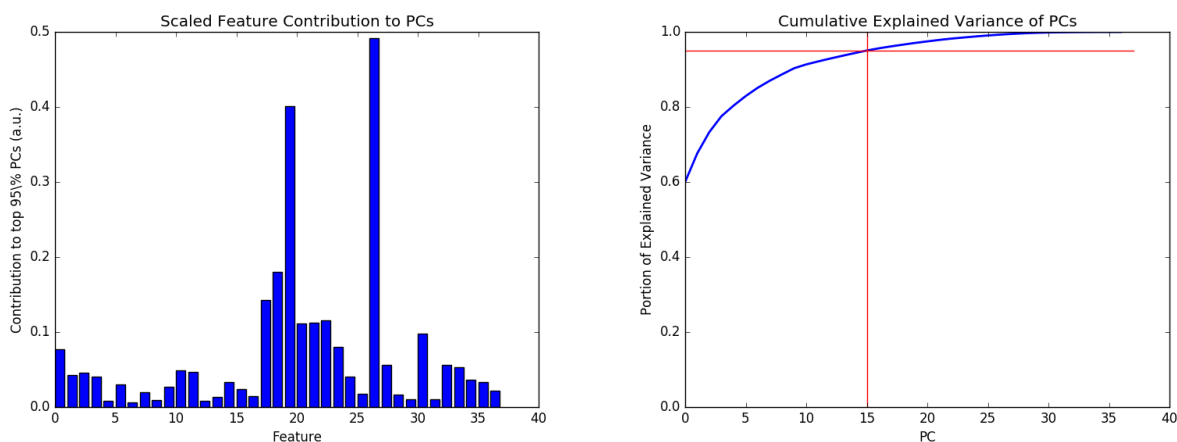 Scaled Feature Contribution to PCs
Contribution to top 95\% PCs (a.u.)
0.5
0.4
0.3
0.2
0.1
0.0
0 5 10 15 20 25 30 35 40
Feature
Cumulative Explained Variance of PCs
Portion of Explained Variance
1.0
0.8
0.6
0.4
0.2
0.0
0 5 10 15 20 25 30 35 40
PC